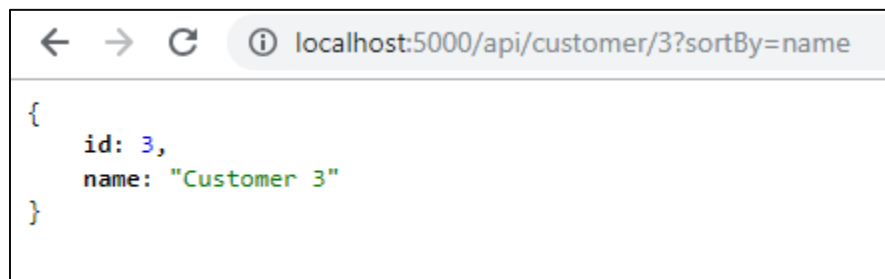 localhost:5000/api/customer/3?sortBy=name
{
id: 3,
name: "Customer 3"
}